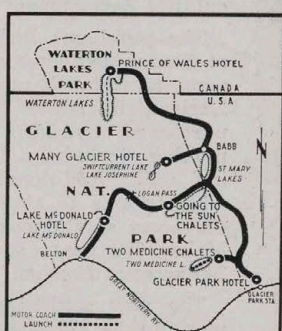 WATERTON
LAKES
PARK
PRINCE OF WALES HOTEL
CANADA
U.S.A
WATERTON LAKES
GLACIER
BABB
MANY GLACIER HOTEL
SWIFTCURRENT LAKE
LAKE JOSEPHINE
ST MARY
LAKES
N
NAT.
LOGAN PASS
GOING TO
THE SUN
CHALETS
LAKE McDONALD
HOTEL
LAKE McDONALD
PARK
BELTON
TWO MEDICINE CHALETS
TWO MEDICINE L.
GLACIER PARK HOTEL
GLACIER
PARK STA.
GREAT NORTHERN RY
MOTOR COACH
LAUNCH